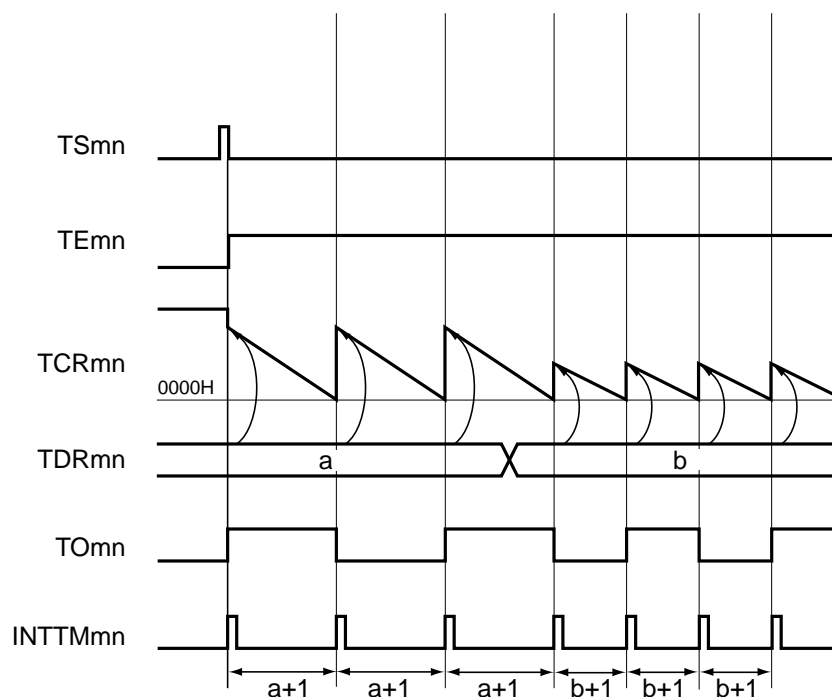 TSmn
TEmn
TCRmn
0000H
TDRmn
a
b
TOmn
INTTMmn
a+1 a+1 a+1 b+1 b+1 b+1